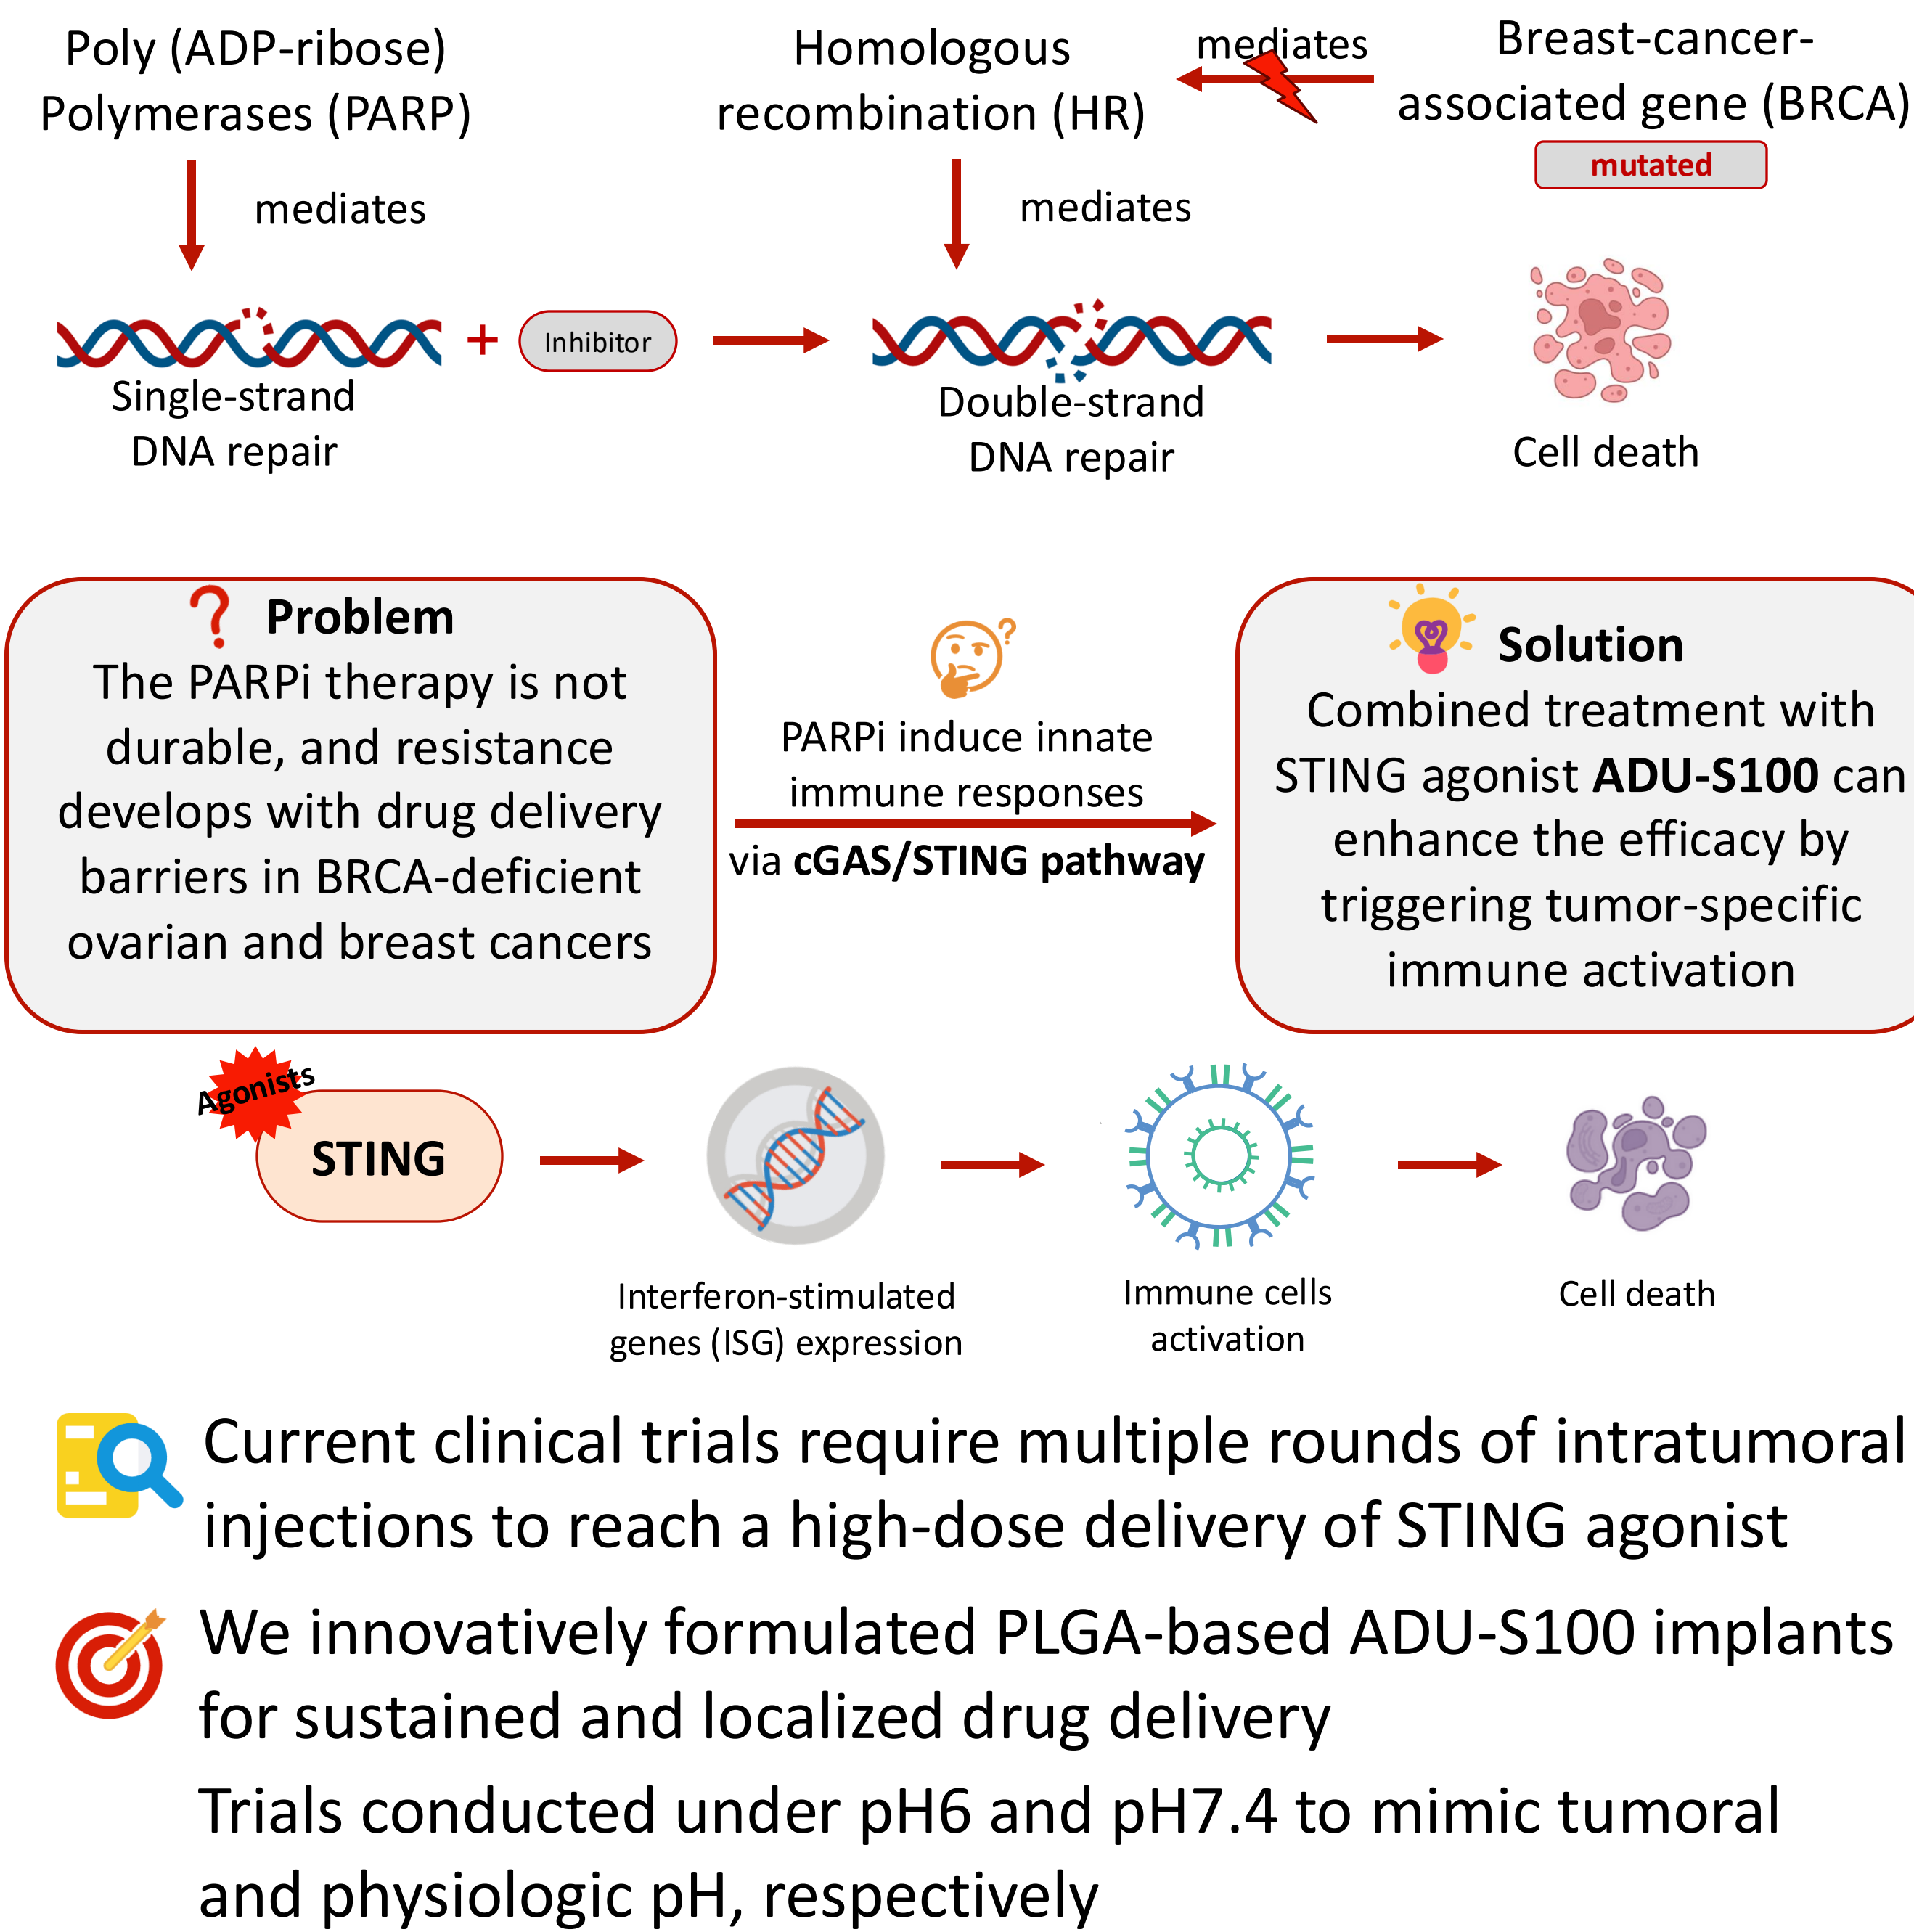 Poly (ADP-ribose)
Polymerases (PARP)
mediates
Homologous
recombination (HR)
mediates
mediates
Breast-cancer-
associated gene (BRCA)
mutated
Single-strand
DNA repair
+
Inhibitor
Double-strand
DNA repair
Cell death
Problem
The PARPi therapy is not
durable, and resistance
develops with drug delivery
barriers in BRCA-deficient
ovarian and breast cancers
PARPi induce innate
immune responses
via cGAS/STING pathway
Solution
Combined treatment with
STING agonist ADU-S100 can
enhance the efficacy by
triggering tumor-specific
immune activation
Agonists
STING
Interferon-stimulated
genes (ISG) expression
Immune cells
activation
Cell death
Current clinical trials require multiple rounds of intratumoral
injections to reach a high-dose delivery of STING agonist
We innovatively formulated PLGA-based ADU-S100 implants
for sustained and localized drug delivery
Trials conducted under pH6 and pH7.4 to mimic tumoral
and physiologic pH, respectively